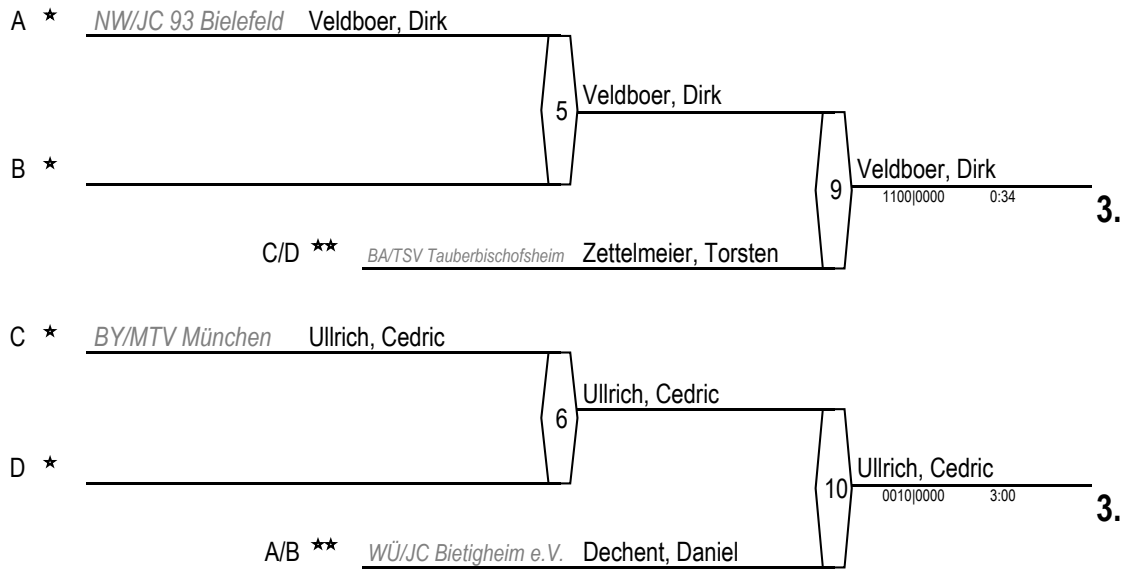 A ★ NW/JC 93 Bielefeld Veldboer, Dirk
5 Veldboer, Dirk
B ★
9 Veldboer, Dirk
1100|0000 0:34
3.
C/D ★★ BA/TSV Tauberbischofsheim Zettelmeier, Torsten
C ★ BY/MTV München Ullrich, Cedric
6 Ullrich, Cedric
D ★
10 Ullrich, Cedric
0010|0000 3:00
3.
A/B ★★ WÜ/JC Bietigheim e.V. Dechent, Daniel